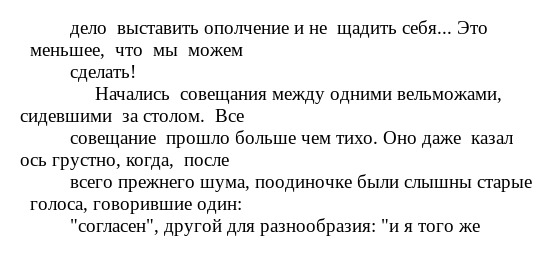 дело выставить ополчение и не щадить себя... Это
меньшее, что мы можем
сделать!
Начались совещания между одними вельможами,
сидевшими за столом. Все
совещание прошло больше чем тихо. Оно даже казал
ось грустно, когда, после
всего прежнего шума, поодиночке были слышны старые
голоса, говорившие один:
"согласен", другой для разнообразия: "и я того же